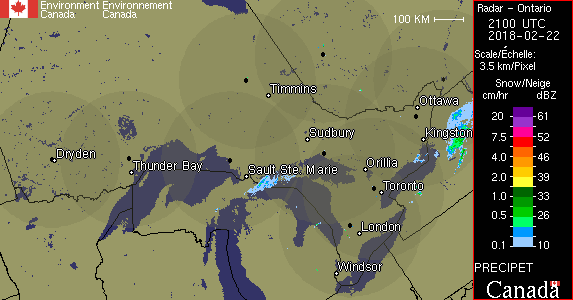 Environment Environnement
Canada Canada
100 KM
Timmins
Ottawa
Sudbury
Kingston
Dryden
Thunder Bay
Sault Ste. Marie
Orillia
Toronto
London
Windsor
Radar - Ontario
2100 UTC
2018-02-22
Scale/Échelle:
3.5 km/Pixel
Snow/Neige
cm/hr dBZ
20 61
7.5 52
4.0 46
2.0 39
1.0 33
0.5 26
0.1 10
PRECIPET
Canada